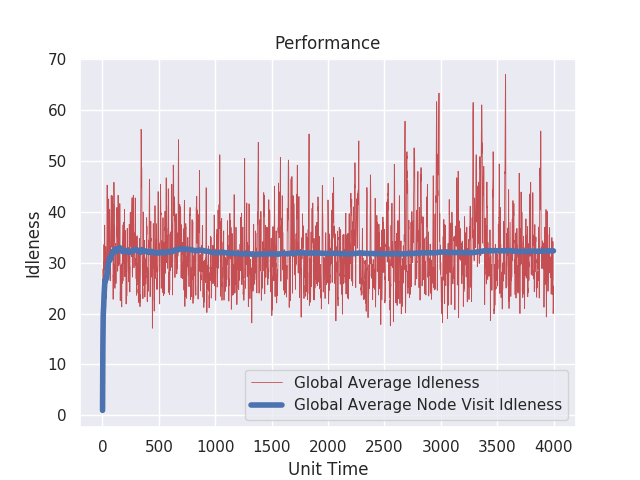 Performance
70
60
50
40
30
20
10
0
Idleness
0 500 1000 1500 2000 2500 3000 3500 4000
Unit Time
Global Average Idleness
Global Average Node Visit Idleness